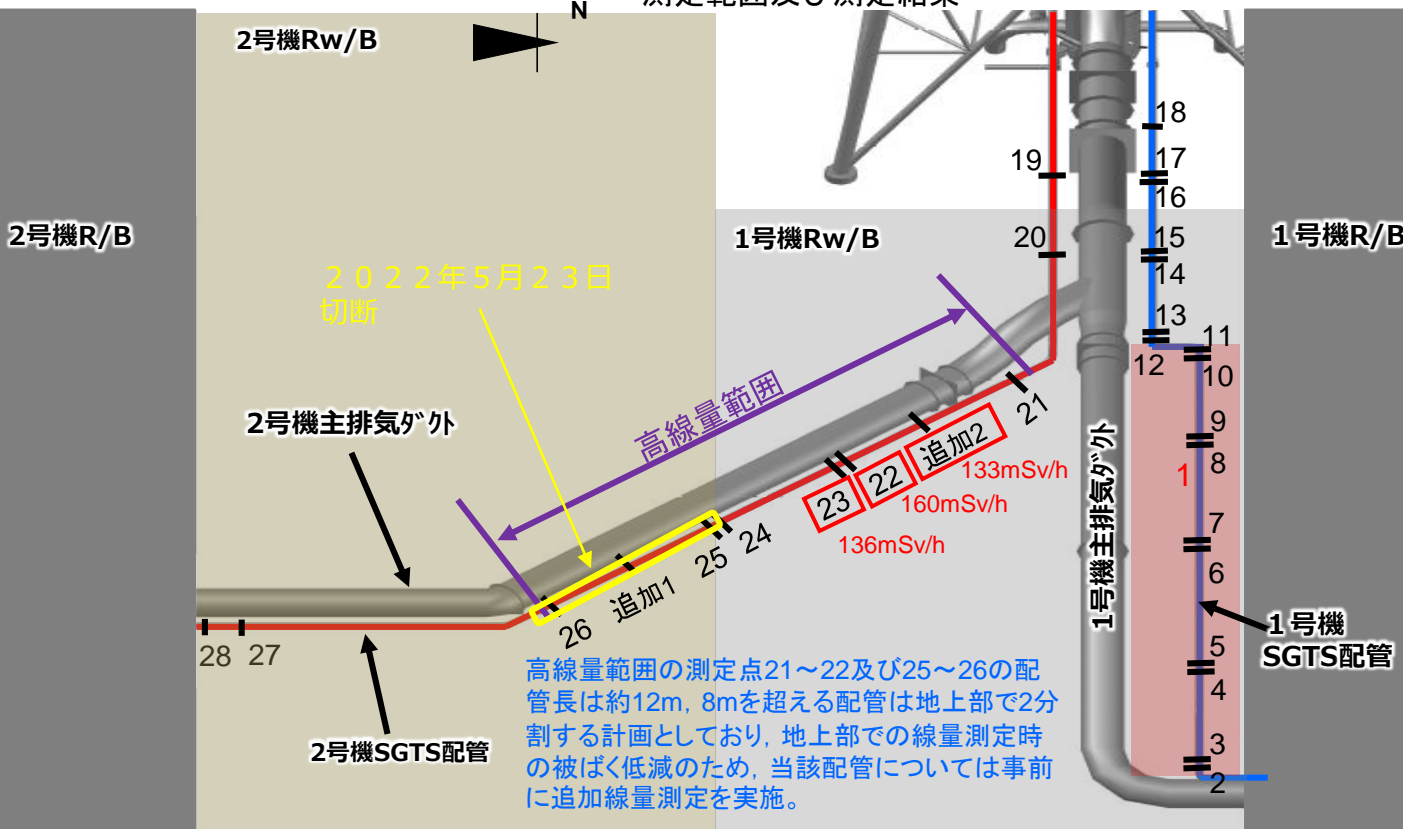 測定範囲及び測定結果
N
2号機Rw/B
2号機R/B
1号機Rw/B
1号機R/B
2022年5月23日
切断
高線量範囲
2号機主排気ダクト
1号機主排気ダクト
18
17
16
15
14
13
12
11
10
9
8
1
7
6
5
4
3
2
19
20
21
追加2
133mSv/h
22
160mSv/h
23
136mSv/h
24
25
追加1
26
27
28
2号機SGTS配管
1号機
SGTS配管
高線量範囲の測定点21～22及び25～26の配
管長は約12m，8mを超える配管は地上部で2分
割する計画としており，地上部での線量測定時
の被ばく低減のため，当該配管については事前
に追加線量測定を実施。